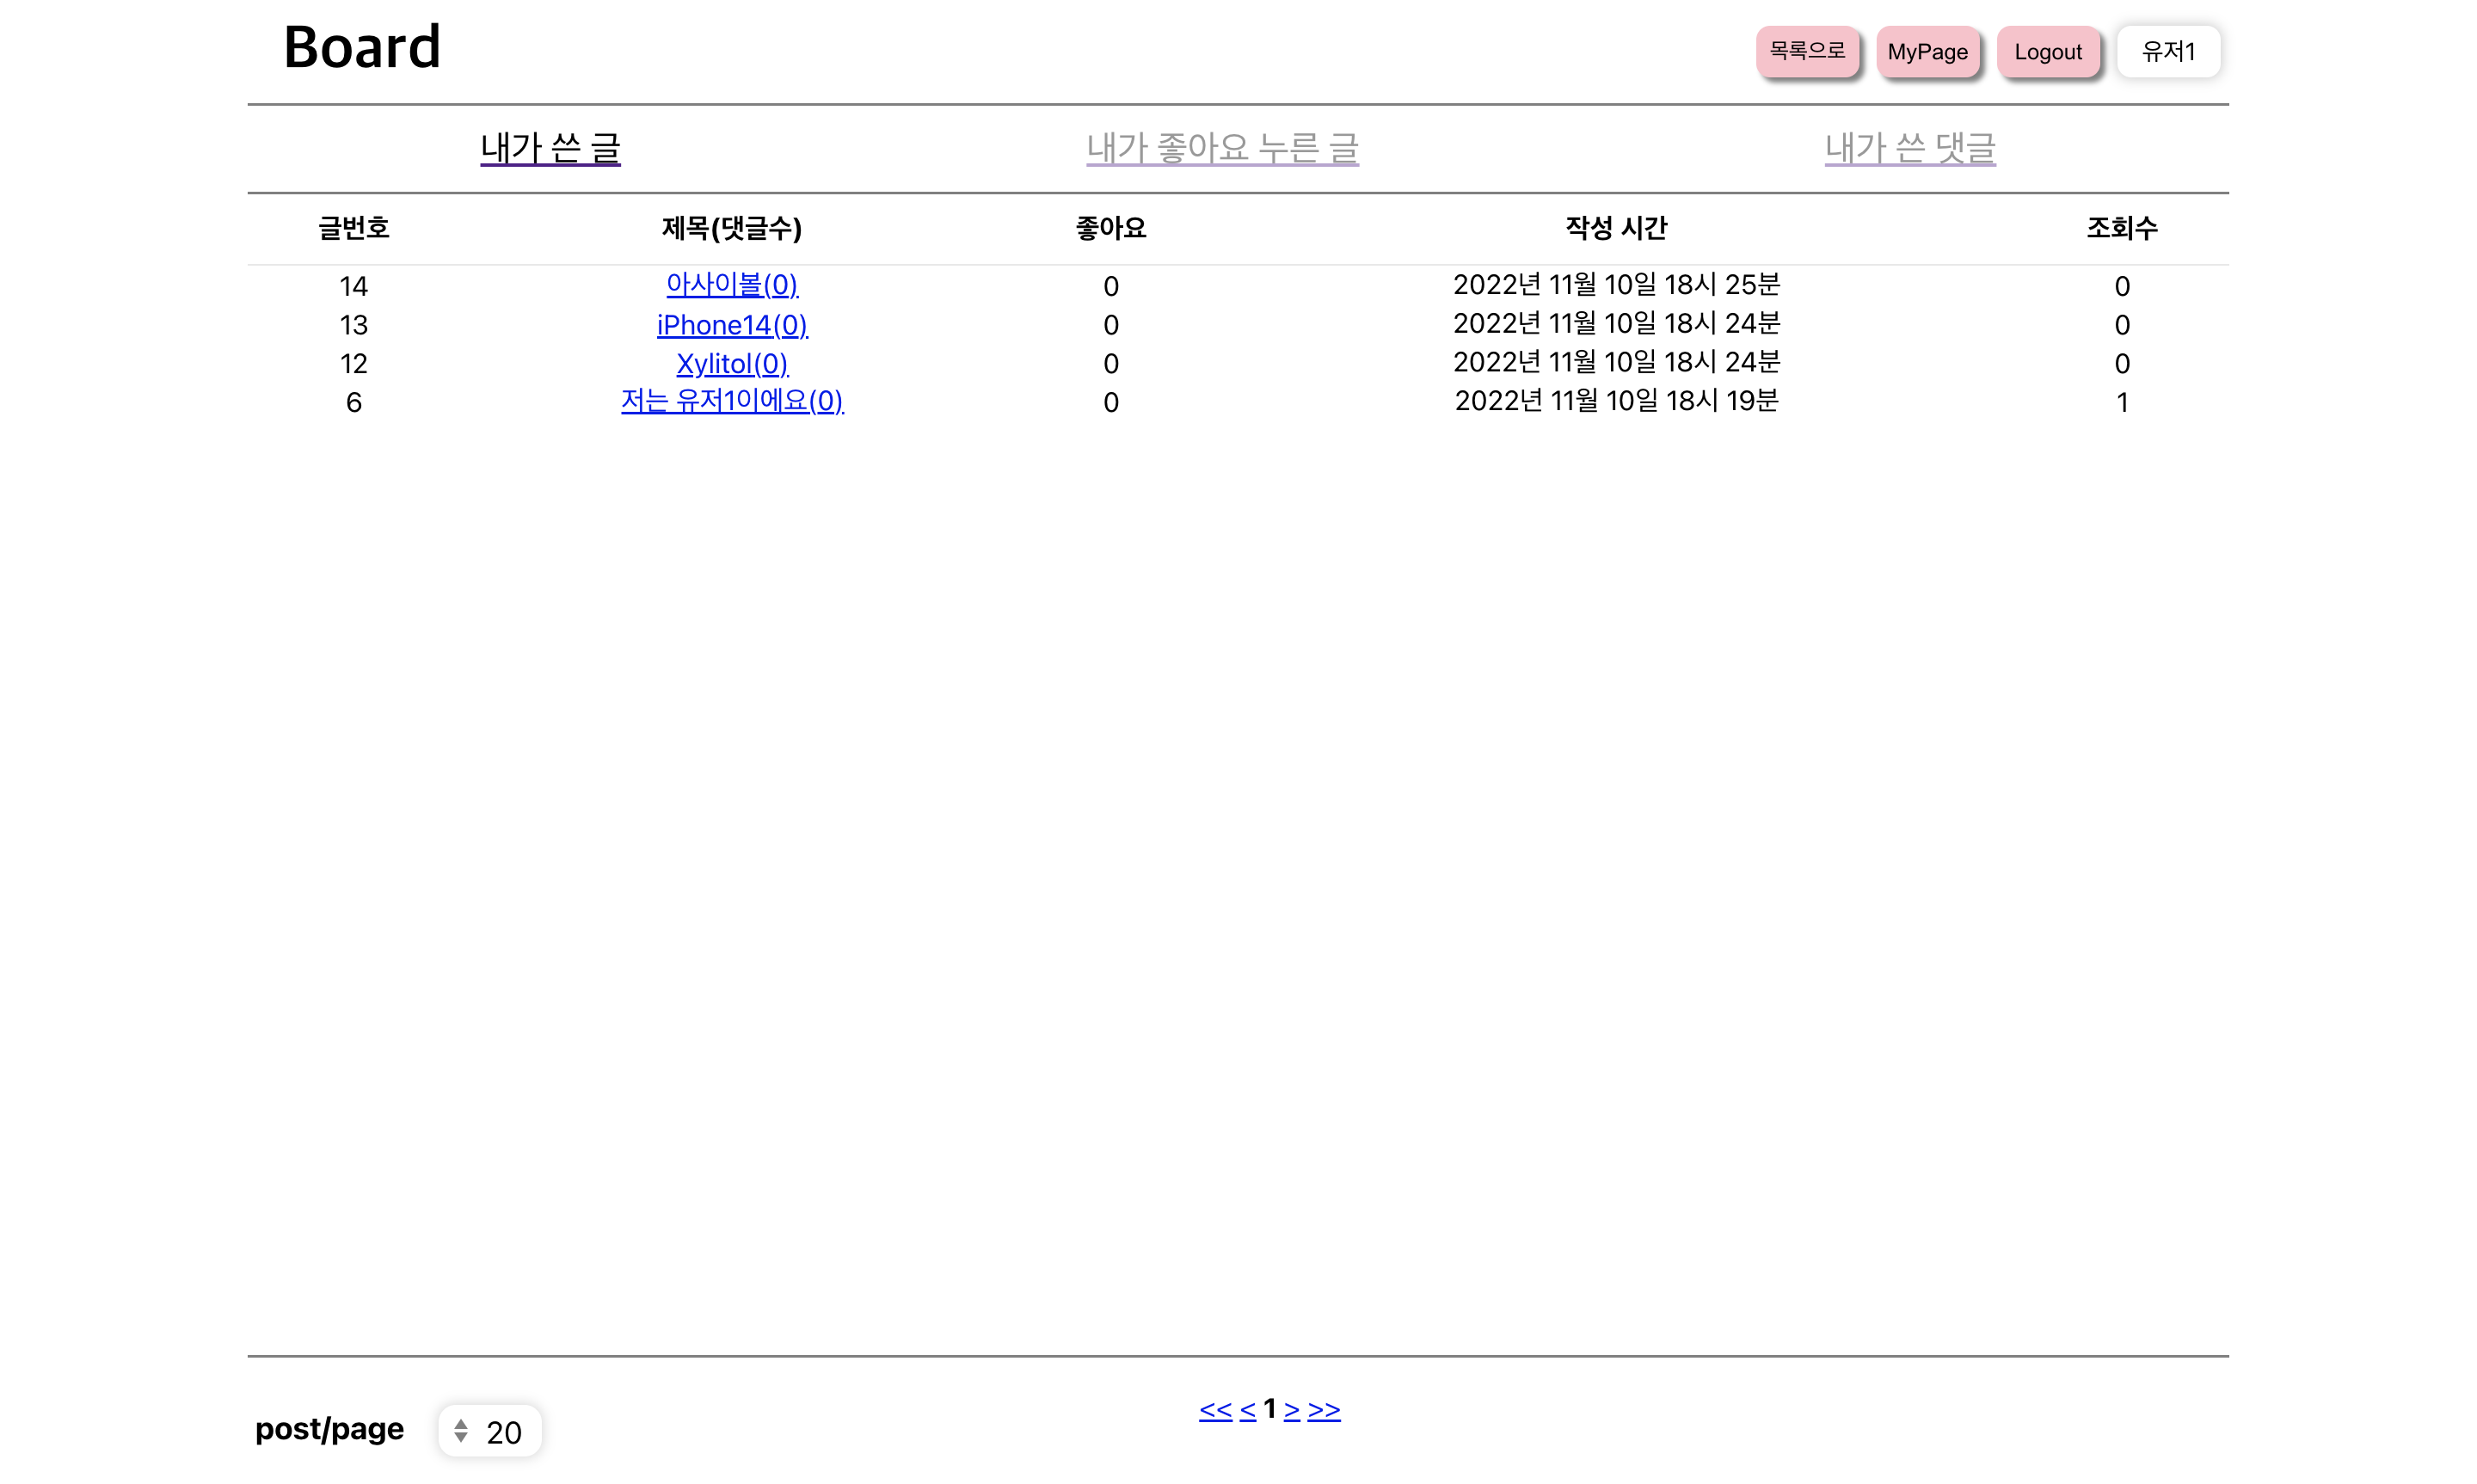 Board
목록으로 MyPage Logout 유저1
내가 쓴 글 내가 좋아요 누른 글 내가 쓴 댓글
글번호 제목(댓글수) 좋아요 작성 시간 조회수
14 아사이볼(0) 0 2022년 11월 10일 18시 25분 0
13 iPhone14(0) 0 2022년 11월 10일 18시 24분 0
12 Xylitol(0) 0 2022년 11월 10일 18시 24분 0
6 저는 유저1이에요(0) 0 2022년 11월 10일 18시 19분 1
<< < 1 > >>
post/page 20